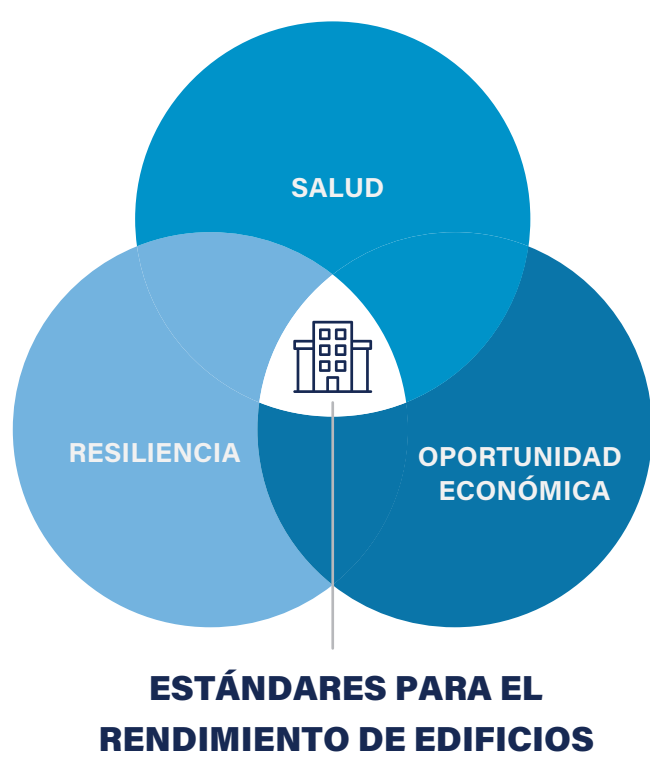 SALUD
RESILIENCIA
OPORTUNIDAD
ECONÓMICA
ESTÁNDARES PARA EL
RENDIMIENTO DE EDIFICIOS